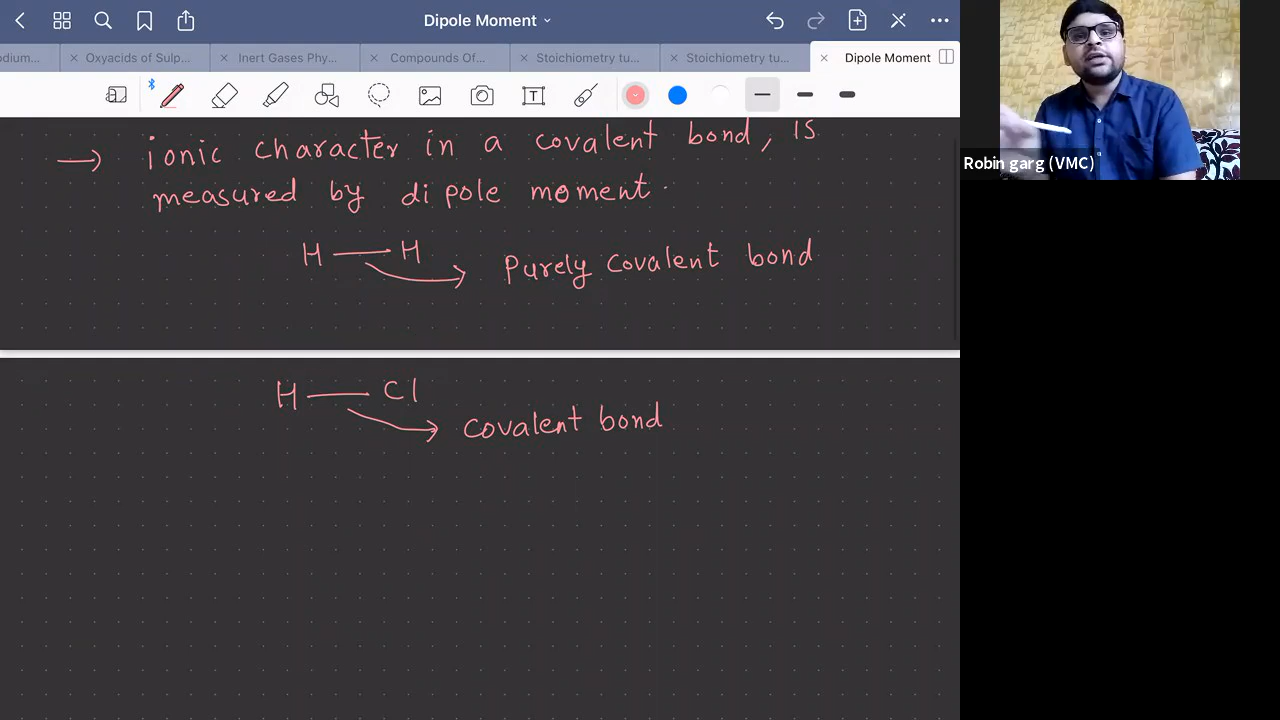 Dipole Moment
odium...
Oxyacids of Sulp...
Inert Gases Phy...
Compounds Of...
Stoichiometry tu...
Stoichiometry tu...
Dipole Moment
T
ionic character in a covalent bond, is
measured by dipole moment.
H — H
Purely covalent bond
H — Cl
covalent bond
Robin garg (VMC)